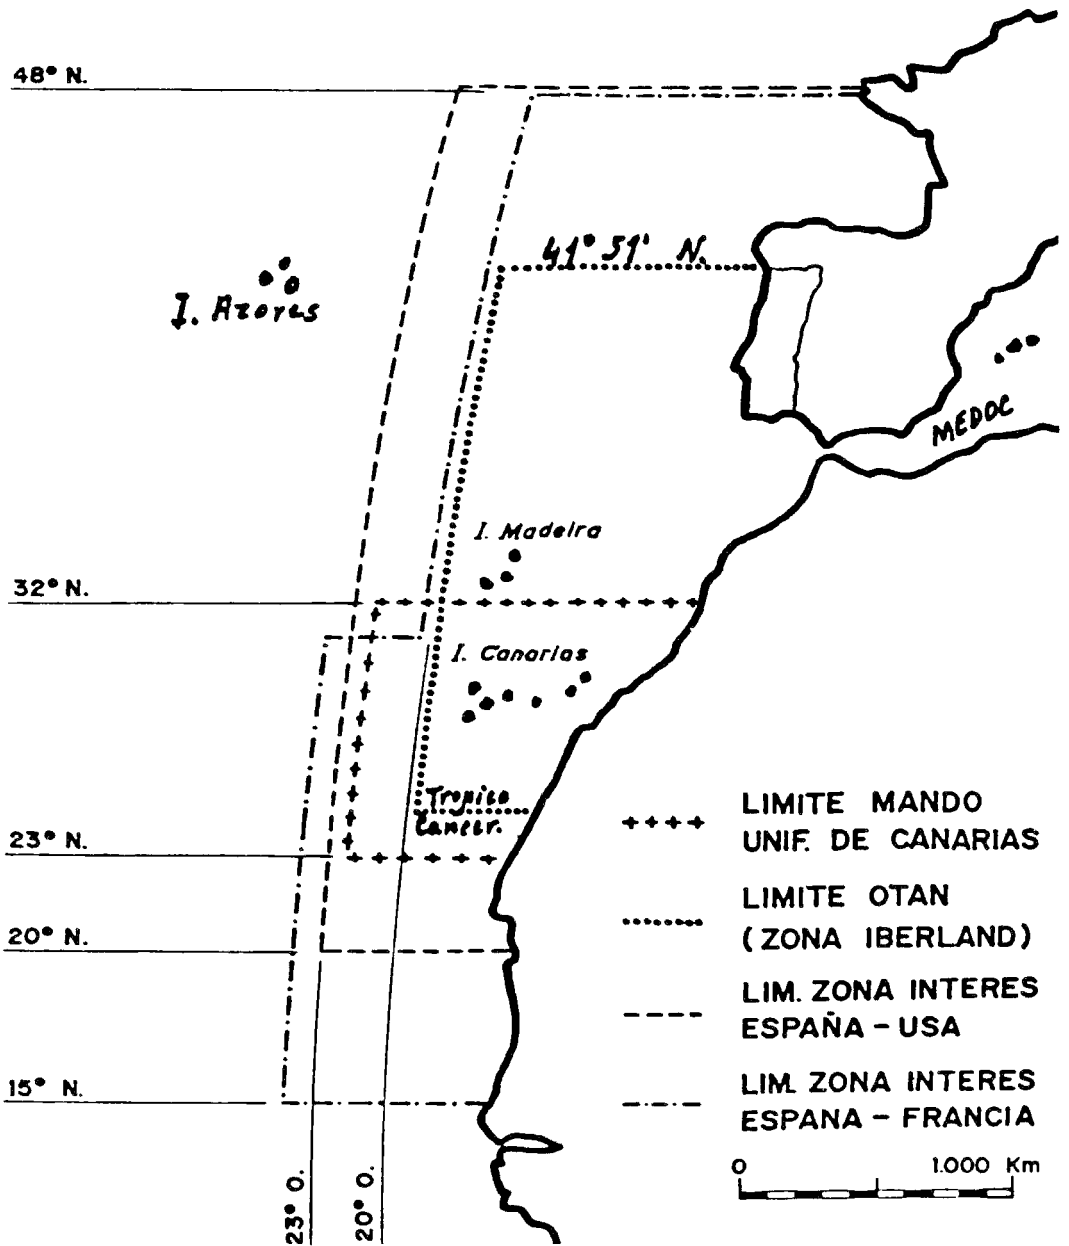 48° N.
41° 51' N.
I. Azores
MEDOC
I. Madeira
32° N.
I. Canarias
Tropico
Cancer.
LIMITE MANDO
UNIF. DE CANARIAS
23° N.
LIMITE OTAN
(ZONA IBERLAND)
20° N.
LIM. ZONA INTERES
ESPAÑA - USA
15° N.
LIM. ZONA INTERES
ESPANA - FRANCIA
0 1.000 Km
23° O.
20° O.